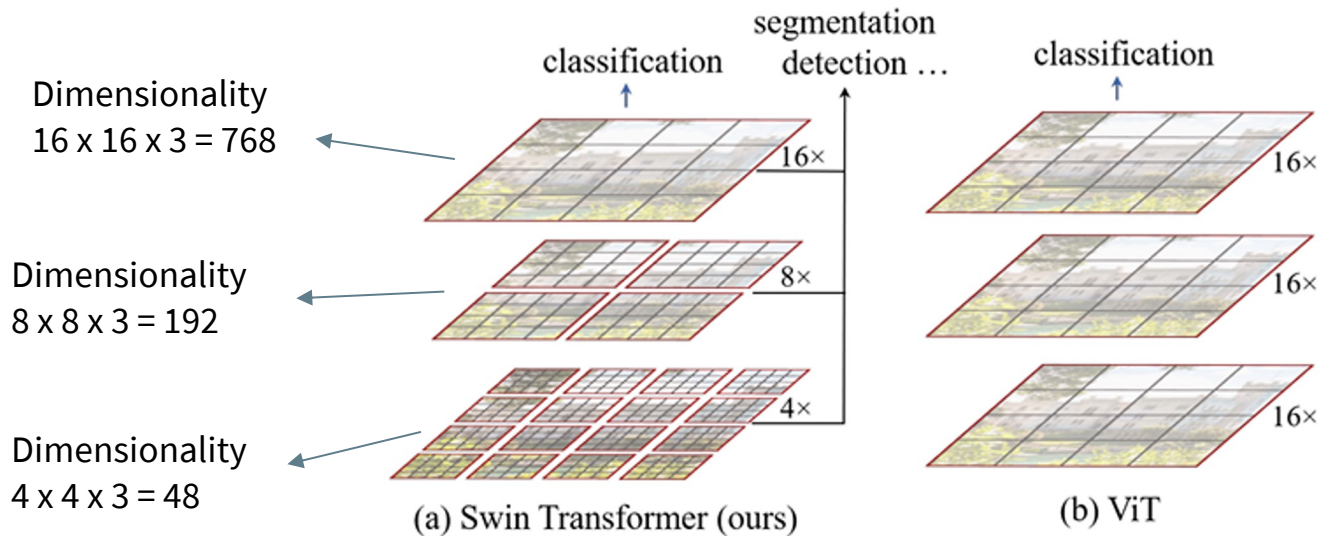 segmentation
detection ...
classification
classification
Dimensionality
16 x 16 x 3 = 768
16×
16×
Dimensionality
8 x 8 x 3 = 192
8×
16×
Dimensionality
4 x 4 x 3 = 48
4×
16×
(a) Swin Transformer (ours)
(b) ViT